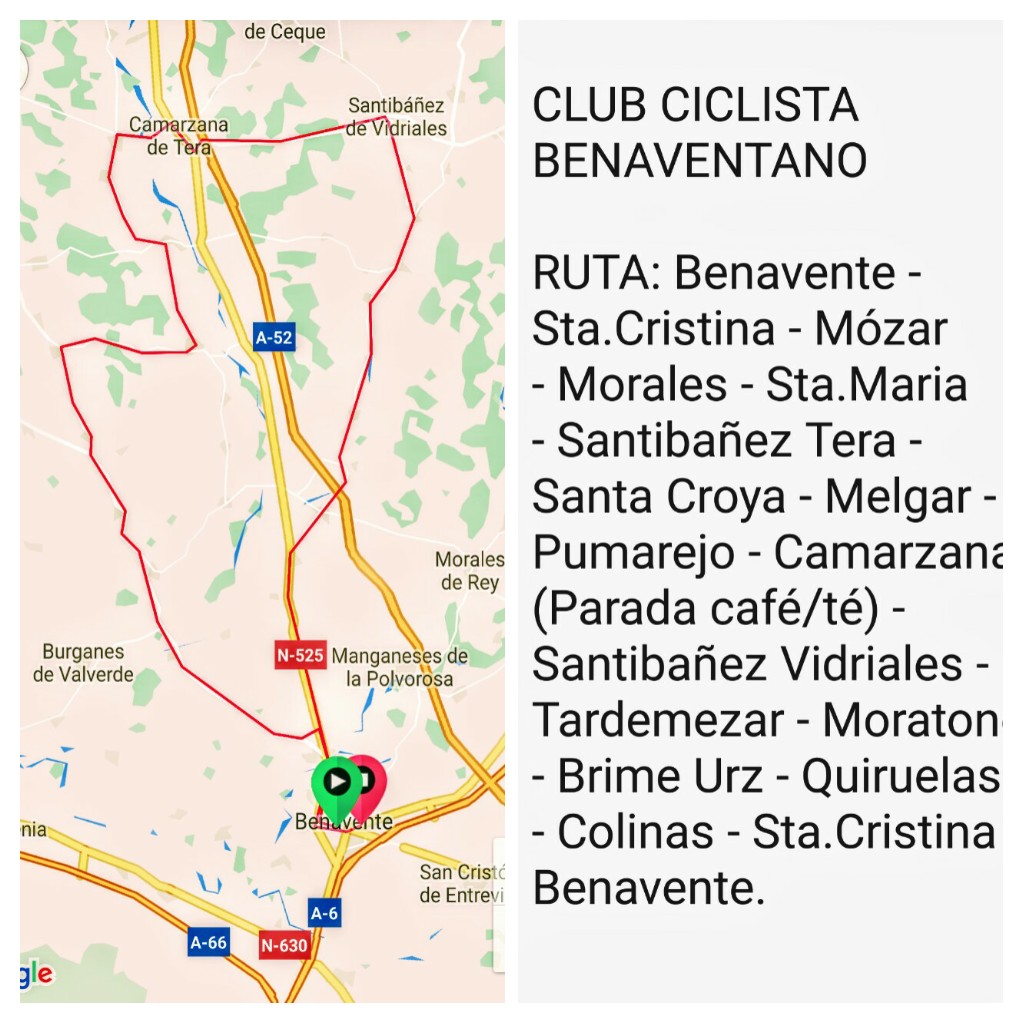 de Ceque
Santibáñez
de Vidriales
Camarzana
de Tera
A-52
Morales
de Rey
Burganes
de Valverde
N-525
Manganeses de
la Polvorosa
Benavente
San Cristó
de Entrevi
A-6
A-66
N-630
CLUB CICLISTA
BENAVENTANO
RUTA: Benavente -
Sta.Cristina - Mózar
- Morales - Sta.Maria
- Santibañez Tera -
Santa Croya - Melgar -
Pumarejo - Camarzana
(Parada café/té) -
Santibañez Vidriales -
Tardemezar - Moraton
- Brime Urz - Quiruelas
- Colinas - Sta.Cristina
Benavente.